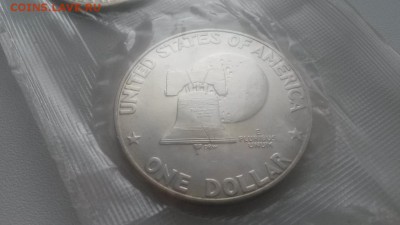 COINS.LAVE.RU
UNITED STATES OF AMERICA
E
PLURIBUS
UNUM
ONE DOLLAR